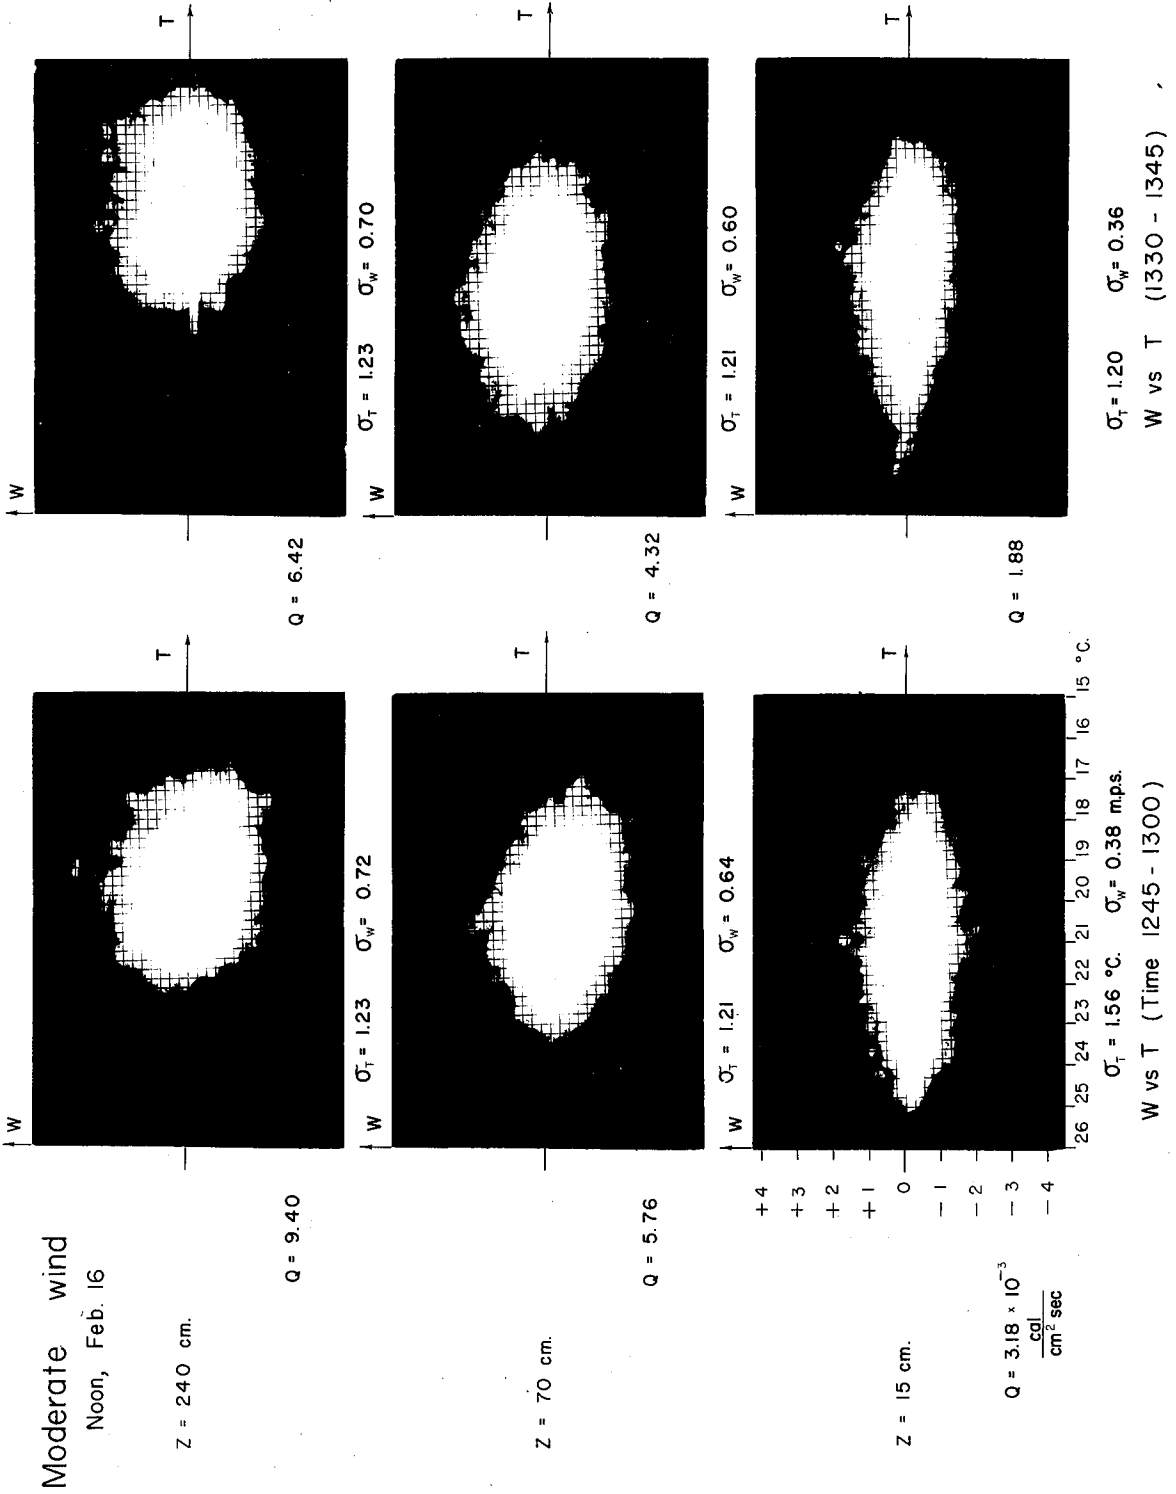 Moderate wind
Noon, Feb. 16
Z = 240 cm.
Q = 9.40
W
T
σT = 1.23 σW = 0.72
Q = 6.42
W
T
σT = 1.23 σW = 0.70
Z = 70 cm.
Q = 5.76
W
T
σT = 1.21 σW = 0.64
Q = 4.32
W
T
σT = 1.21 σW = 0.60
Z = 15 cm.
Q = 3.18 × 10⁻³ cal / cm² sec
W
T
+4
+3
+2
+1
0
-1
-2
-3
-4
26 25 24 23 22 21 20 19 18 17 16 15 °C.
σT = 1.56 °C. σW = 0.38 m.p.s.
W vs T (Time 1245 - 1300)
Q = 1.88
W
T
σT = 1.20 σW = 0.36
W vs T (1330 - 1345)